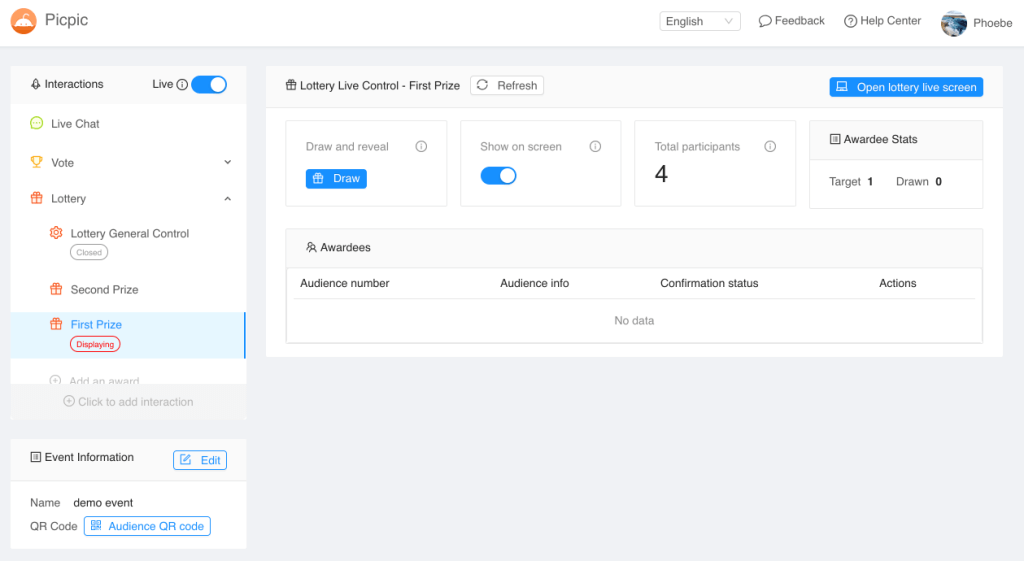 Picpic
English
Feedback
Help Center
Phoebe
Interactions
Live
Live Chat
Vote
Lottery
Lottery General Control
Closed
Second Prize
First Prize
Displaying
Add an award
Click to add interaction
Event Information
Edit
Name demo event
QR Code Audience QR code
Lottery Live Control - First Prize
Refresh
Open lottery live screen
Draw and reveal
Draw
Show on screen
Total participants
4
Awardee Stats
Target 1 Drawn 0
Awardees
Audience number Audience info Confirmation status Actions
No data